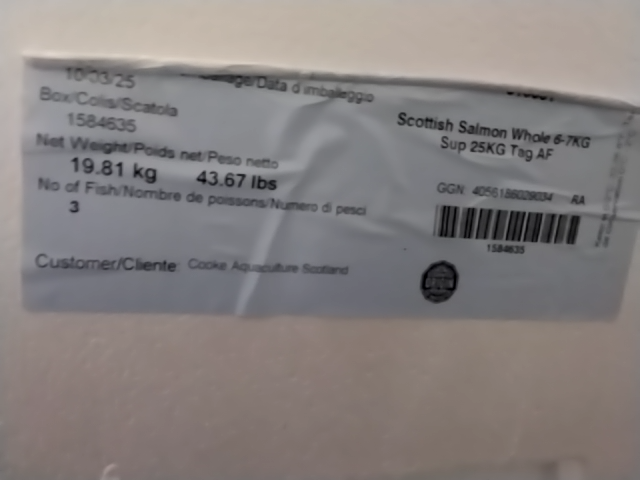 10/03/25
Data d'imballaggio
Box/Colis/Scatola
1584635
Net Weight/Poids net/Peso netto
19.81 kg 43.67 lbs
No of Fish/Nombre de poissons/Numero di pesci
3
Customer/Cliente: Cooke Aquaculture Scotland
Scottish Salmon Whole 6-7KG
Sup 25KG Tag AF
GGN: RA
1584635